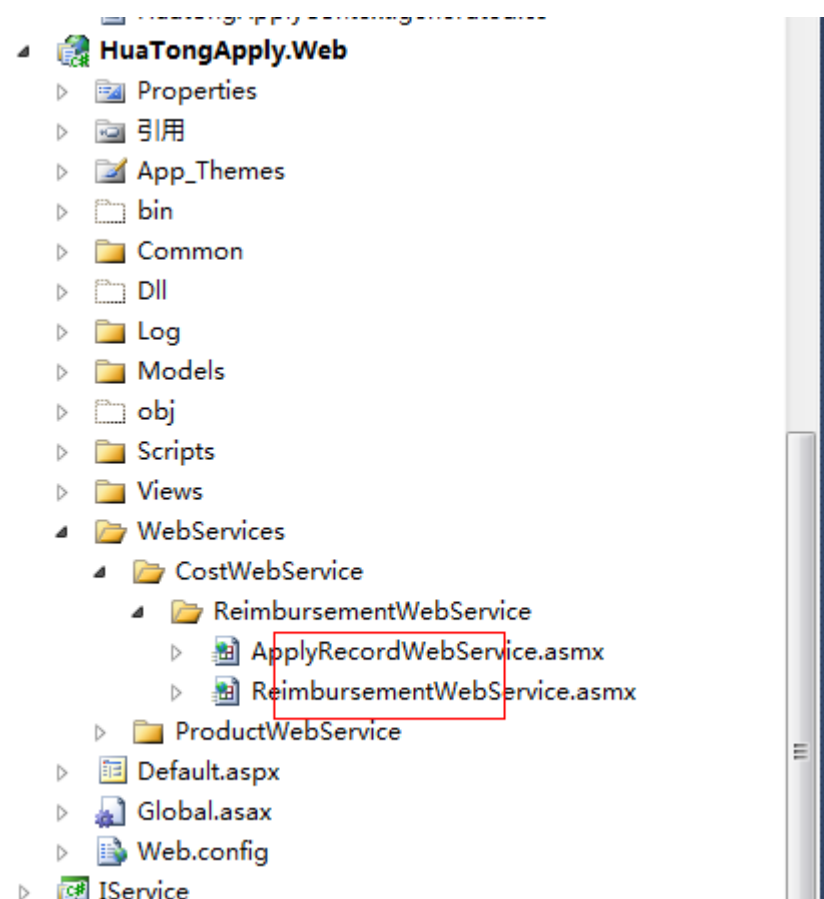 HuaTongApply.Web
Properties
引用
App_Themes
bin
Common
Dll
Log
Models
obj
Scripts
Views
WebServices
CostWebService
ReimbursementWebService
ApplyRecordWebService.asmx
ReimbursementWebService.asmx
ProductWebService
Default.aspx
Global.asax
Web.config
IService